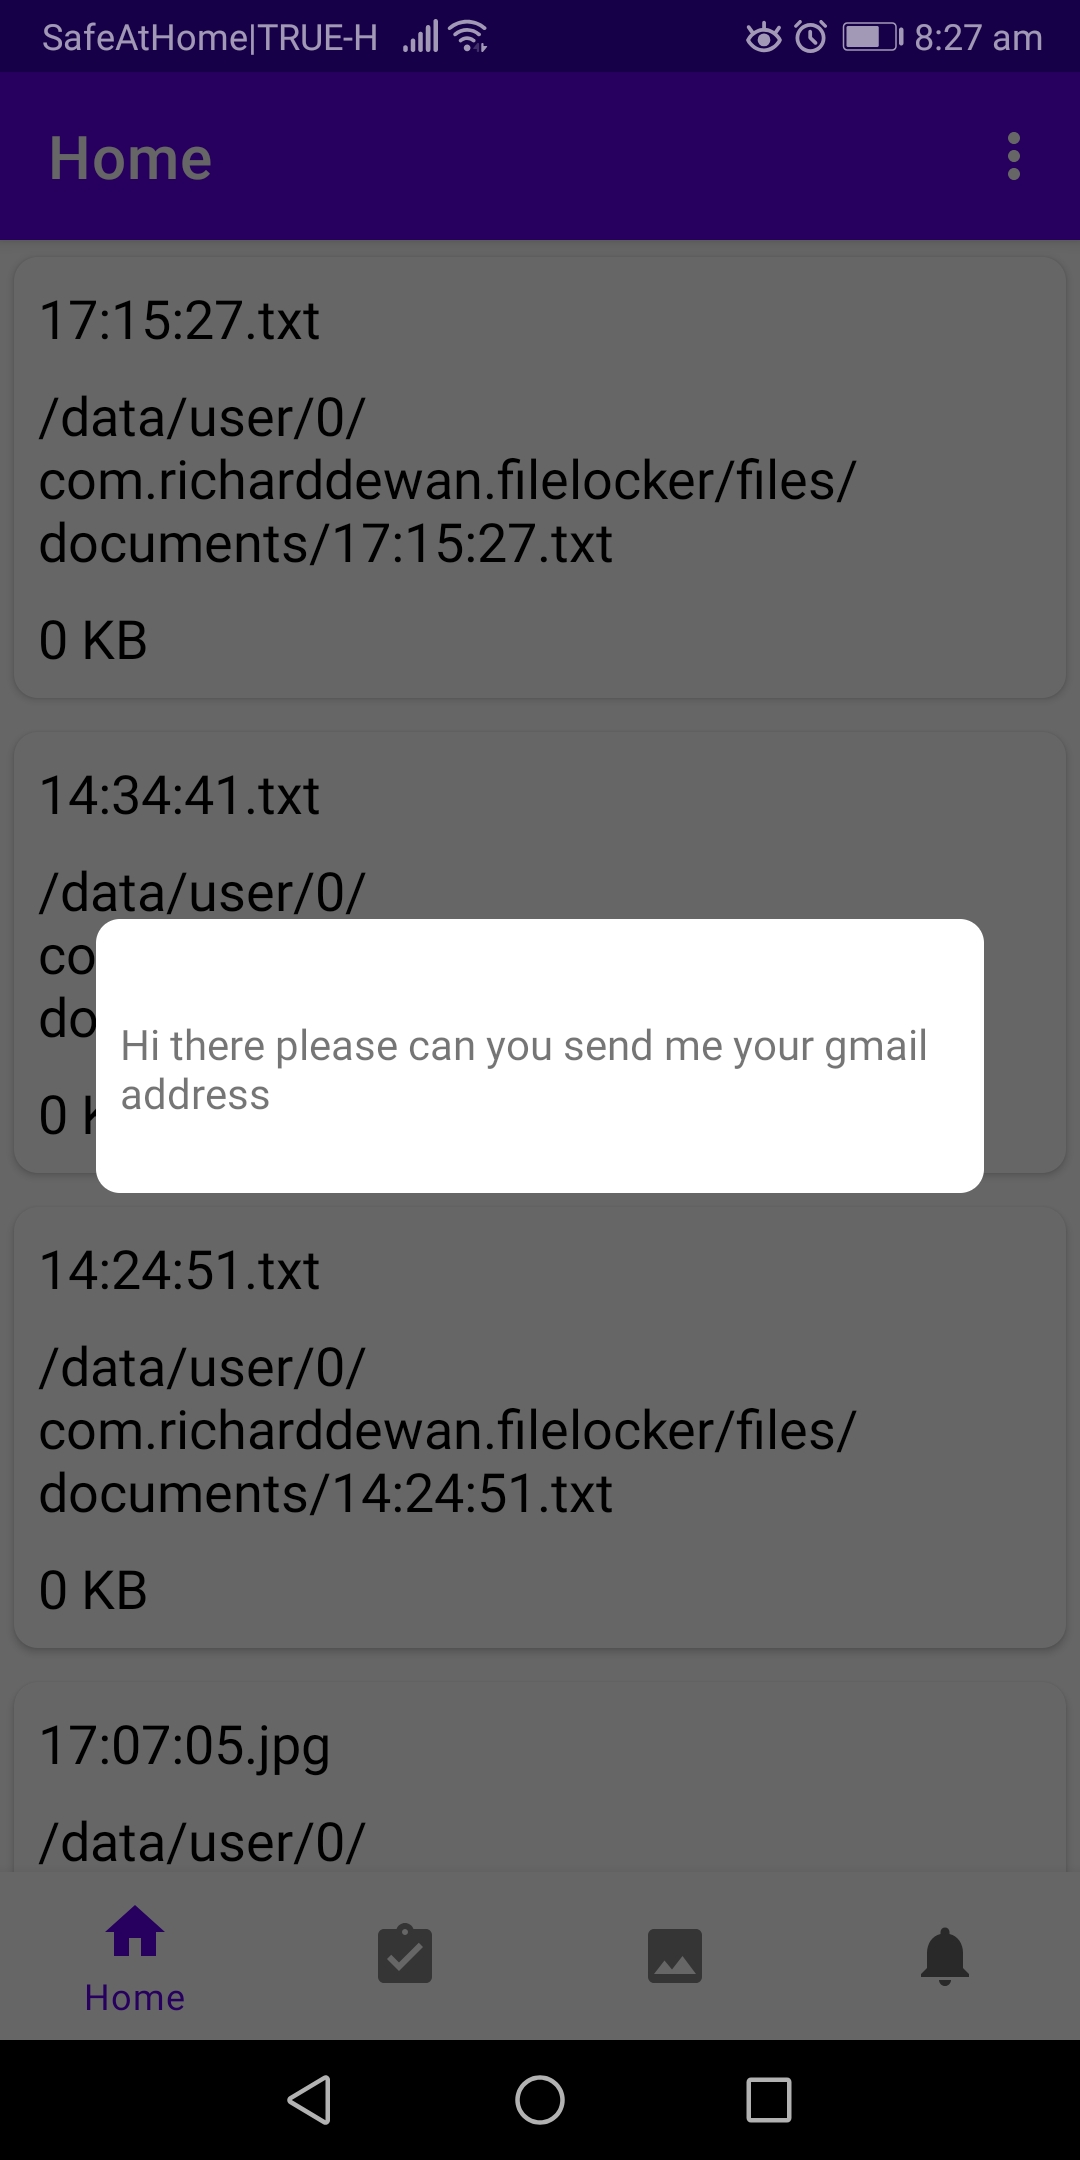 SafeAtHome|TRUE-H
8:27 am
Home
17:15:27.txt
/data/user/0/
com.richarddewan.filelocker/files/
documents/17:15:27.txt
0 KB
14:34:41.txt
/data/user/0/
co
do
0 K
Hi there please can you send me your gmail
address
14:24:51.txt
/data/user/0/
com.richarddewan.filelocker/files/
documents/14:24:51.txt
0 KB
17:07:05.jpg
/data/user/0/
Home